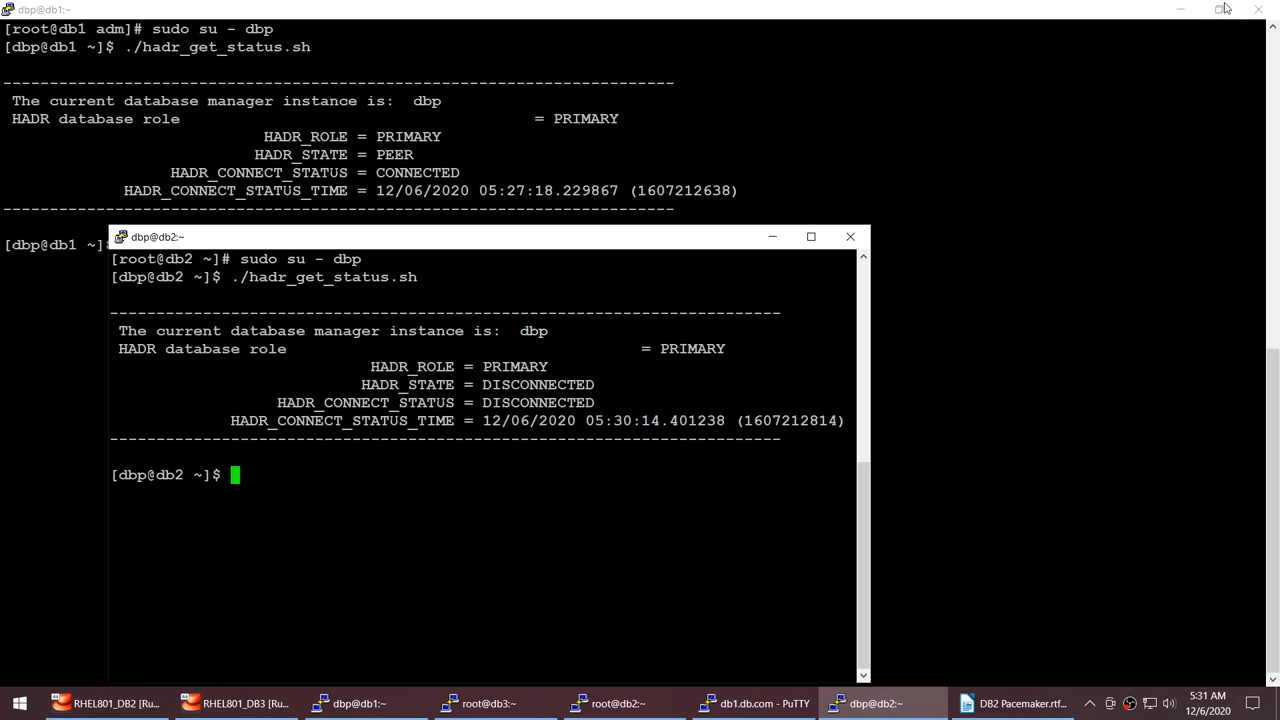 dbp@db1:~
[root@db1 adm]# sudo su - dbp
[dbp@db1 ~]$ ./hadr_get_status.sh
------------------------------------------------------------------------
The current database manager instance is:  dbp
HADR database role                                      = PRIMARY
HADR_ROLE = PRIMARY
HADR_STATE = PEER
HADR_CONNECT_STATUS = CONNECTED
HADR_CONNECT_STATUS_TIME = 12/06/2020 05:27:18.229867 (1607212638)
------------------------------------------------------------------------
[dbp@db1 ~]
dbp@db2:~
[root@db2 ~]# sudo su - dbp
[dbp@db2 ~]$ ./hadr_get_status.sh
------------------------------------------------------------------------
The current database manager instance is:  dbp
HADR database role                                      = PRIMARY
HADR_ROLE = PRIMARY
HADR_STATE = DISCONNECTED
HADR_CONNECT_STATUS = DISCONNECTED
HADR_CONNECT_STATUS_TIME = 12/06/2020 05:30:14.401238 (1607212814)
------------------------------------------------------------------------
[dbp@db2 ~]$
RHEL801_DB2 [Ru... RHEL801_DB3 [Ru... dbp@db1:~ root@db3:~ root@db2:~ db1.db.com - PuTTY dbp@db2:~ DB2 Pacemaker.rtf... 5:31 AM
12/6/2020